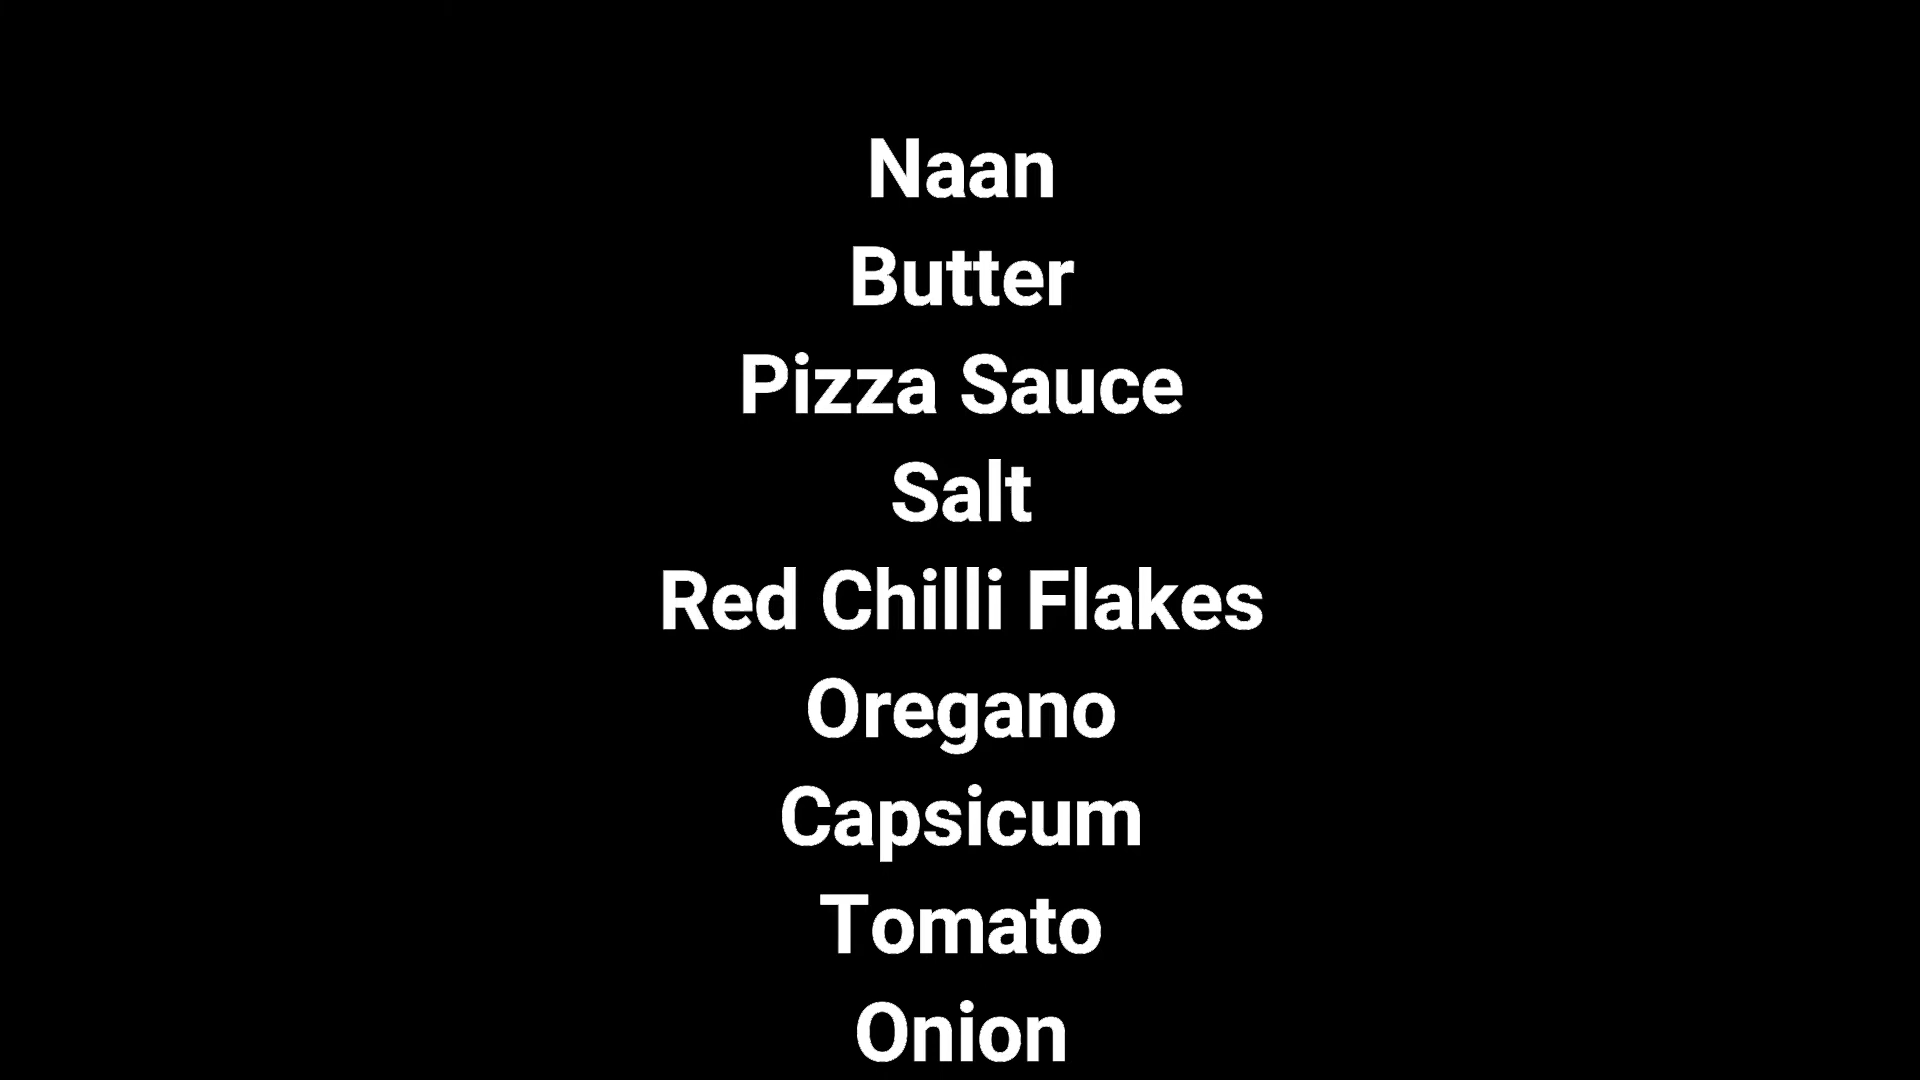 Naan
Butter
Pizza Sauce
Salt
Red Chilli Flakes
Oregano
Capsicum
Tomato
Onion